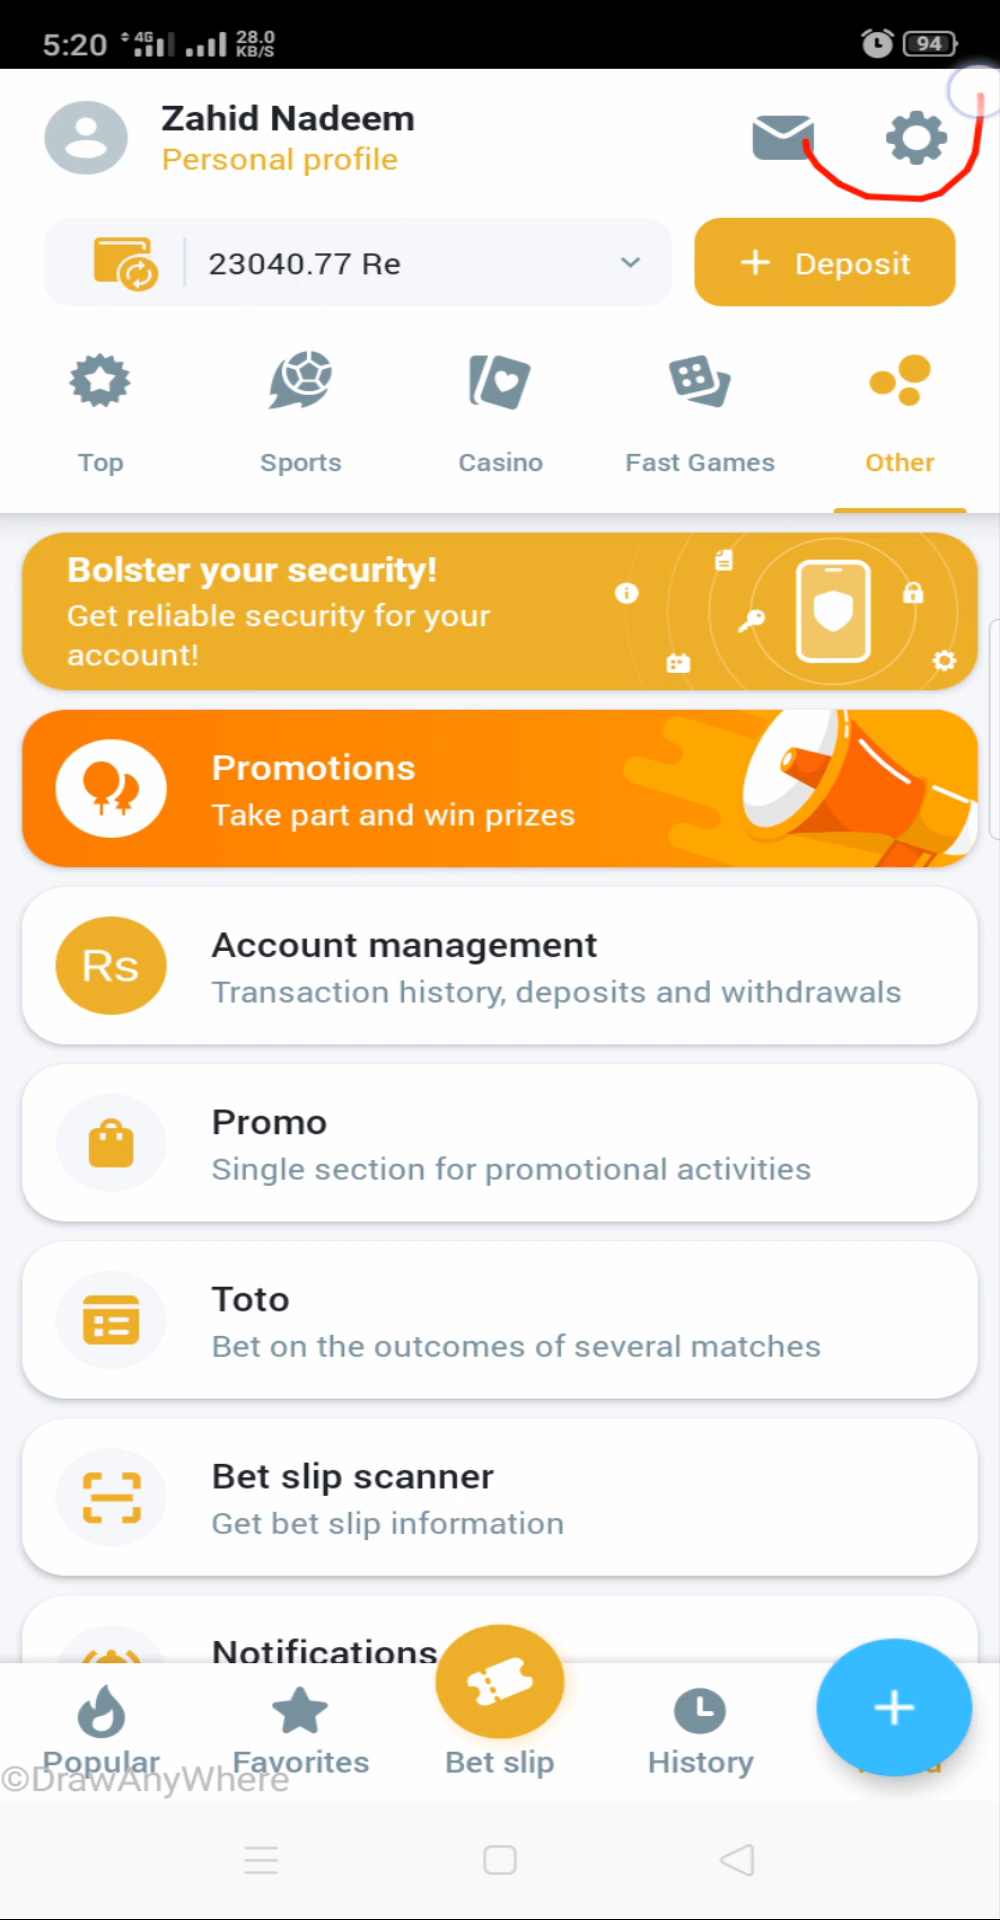 5:20 4G 28.0 KB/S 94
Zahid Nadeem
Personal profile
23040.77 Re
+ Deposit
Top Sports Casino Fast Games Other
Bolster your security!
Get reliable security for your
account!
Promotions
Take part and win prizes
Rs
Account management
Transaction history, deposits and withdrawals
Promo
Single section for promotional activities
Toto
Bet on the outcomes of several matches
Bet slip scanner
Get bet slip information
Notifications
Popular Favorites Bet slip History
©DrawAnyWhere